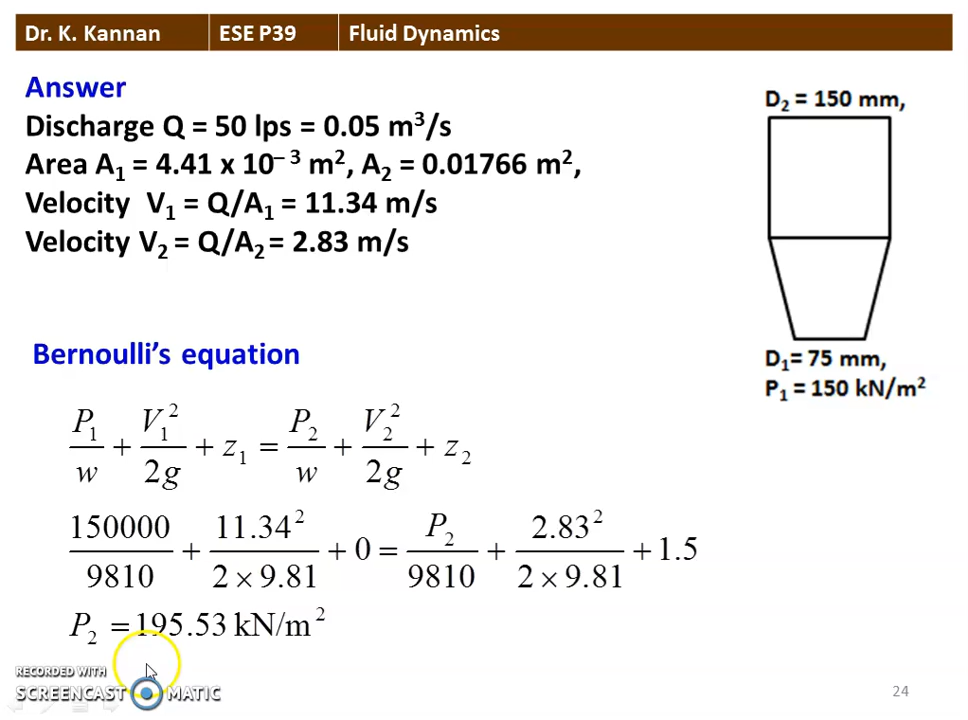 Dr. K. Kannan ESE P39 Fluid Dynamics
Answer
Discharge Q = 50 lps = 0.05 m³/s
Area A₁ = 4.41 x 10⁻³ m², A₂ = 0.01766 m²,
Velocity V₁ = Q/A₁ = 11.34 m/s
Velocity V₂ = Q/A₂ = 2.83 m/s
D₂ = 150 mm,
D₁= 75 mm,
P₁ = 150 kN/m²
Bernoulli's equation
P₁/w + V₁²/2g + z₁ = P₂/w + V₂²/2g + z₂
150000/9810 + 11.34²/2 × 9.81 + 0 = P₂/9810 + 2.83²/2 × 9.81 + 1.5
P₂ = 195.53 kN/m²
RECORDED WITH
SCREENCAST MATIC
24